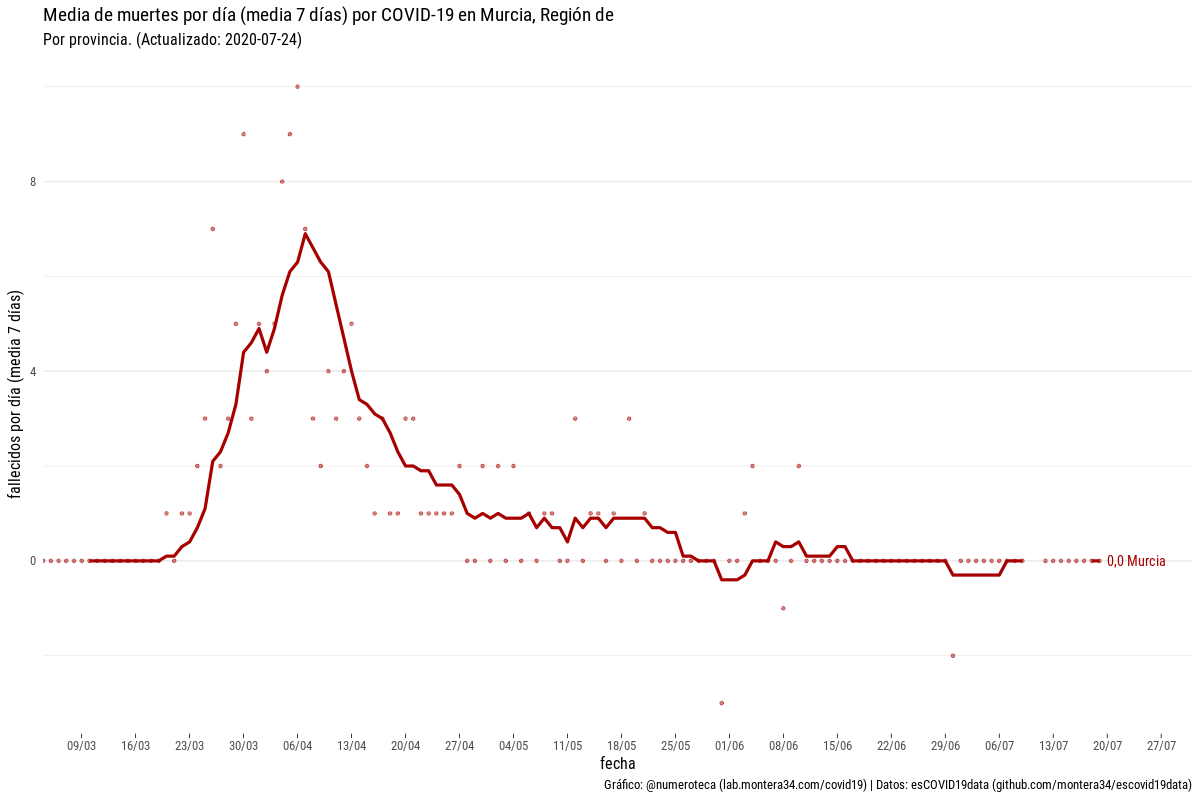 Media de muertes por día (media 7 días) por COVID-19 en Murcia, Región de
Por provincia. (Actualizado: 2020-07-24)
fallecidos por día (media 7 días)
8
4
0
0,0 Murcia
09/03 16/03 23/03 30/03 06/04 13/04 20/04 27/04 04/05 11/05 18/05 25/05 01/06 08/06 15/06 22/06 29/06 06/07 13/07 20/07 27/07
fecha
Gráfico: @numeroteca (lab.montera34.com/covid19) | Datos: esCOVID19data (github.com/montera34/escovid19data)